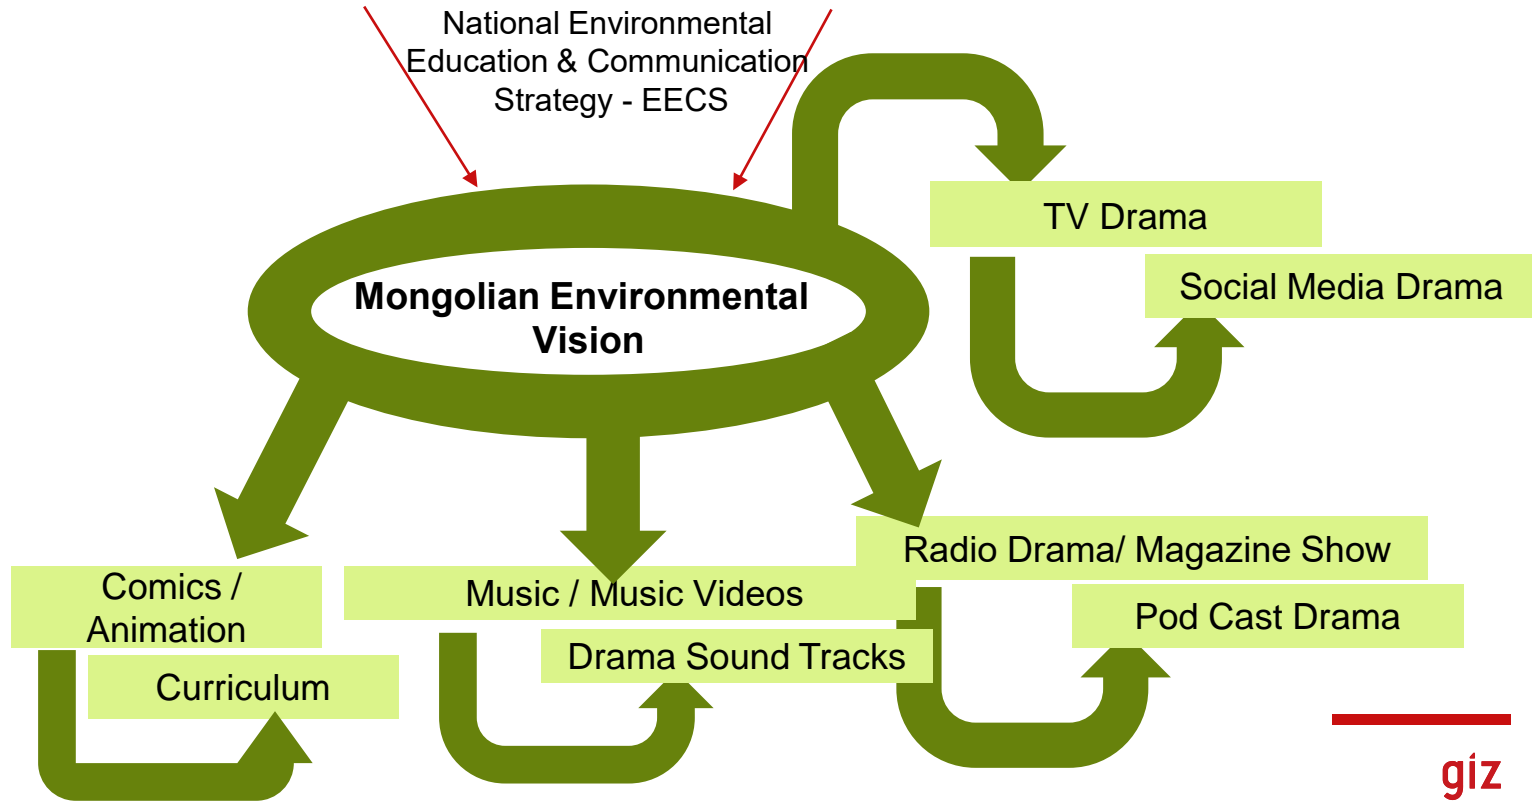 National Environmental
Education & Communication
Strategy - EECS
TV Drama
Social Media Drama
Mongolian Environmental
Vision
Radio Drama/ Magazine Show
Pod Cast Drama
Comics /
Animation
Music / Music Videos
Drama Sound Tracks
Curriculum
giz